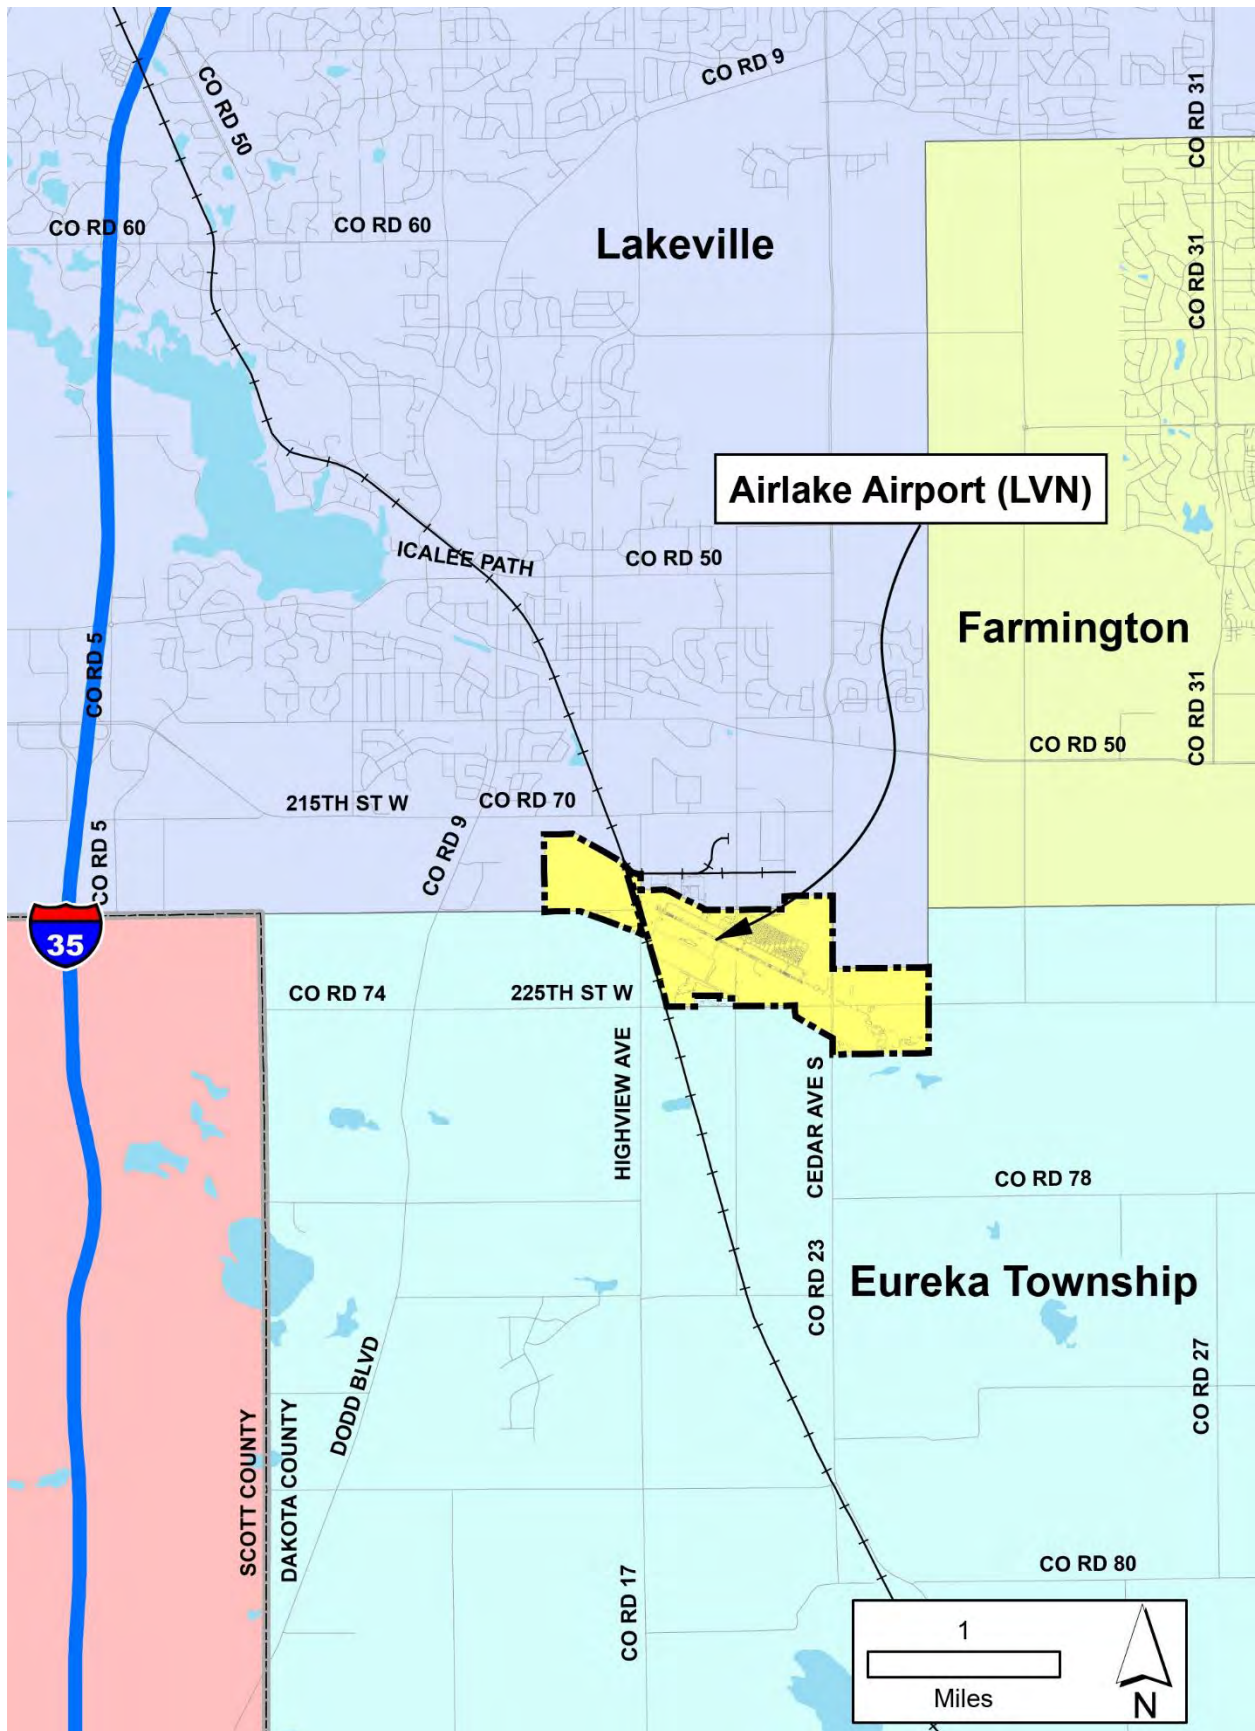 CO RD 9
CO RD 50
CO RD 31
CO RD 60
CO RD 60
Lakeville
CO RD 31
Airlake Airport (LVN)
ICALEE PATH
CO RD 50
Farmington
CO RD 5
CO RD 31
CO RD 50
215TH ST W
CO RD 70
CO RD 9
CO RD 5
35
CO RD 74
225TH ST W
HIGHVIEW AVE
CEDAR AVE S
CO RD 78
CO RD 23
Eureka Township
DODD BLVD
CO RD 27
SCOTT COUNTY
DAKOTA COUNTY
CO RD 17
CO RD 80
1
Miles
N